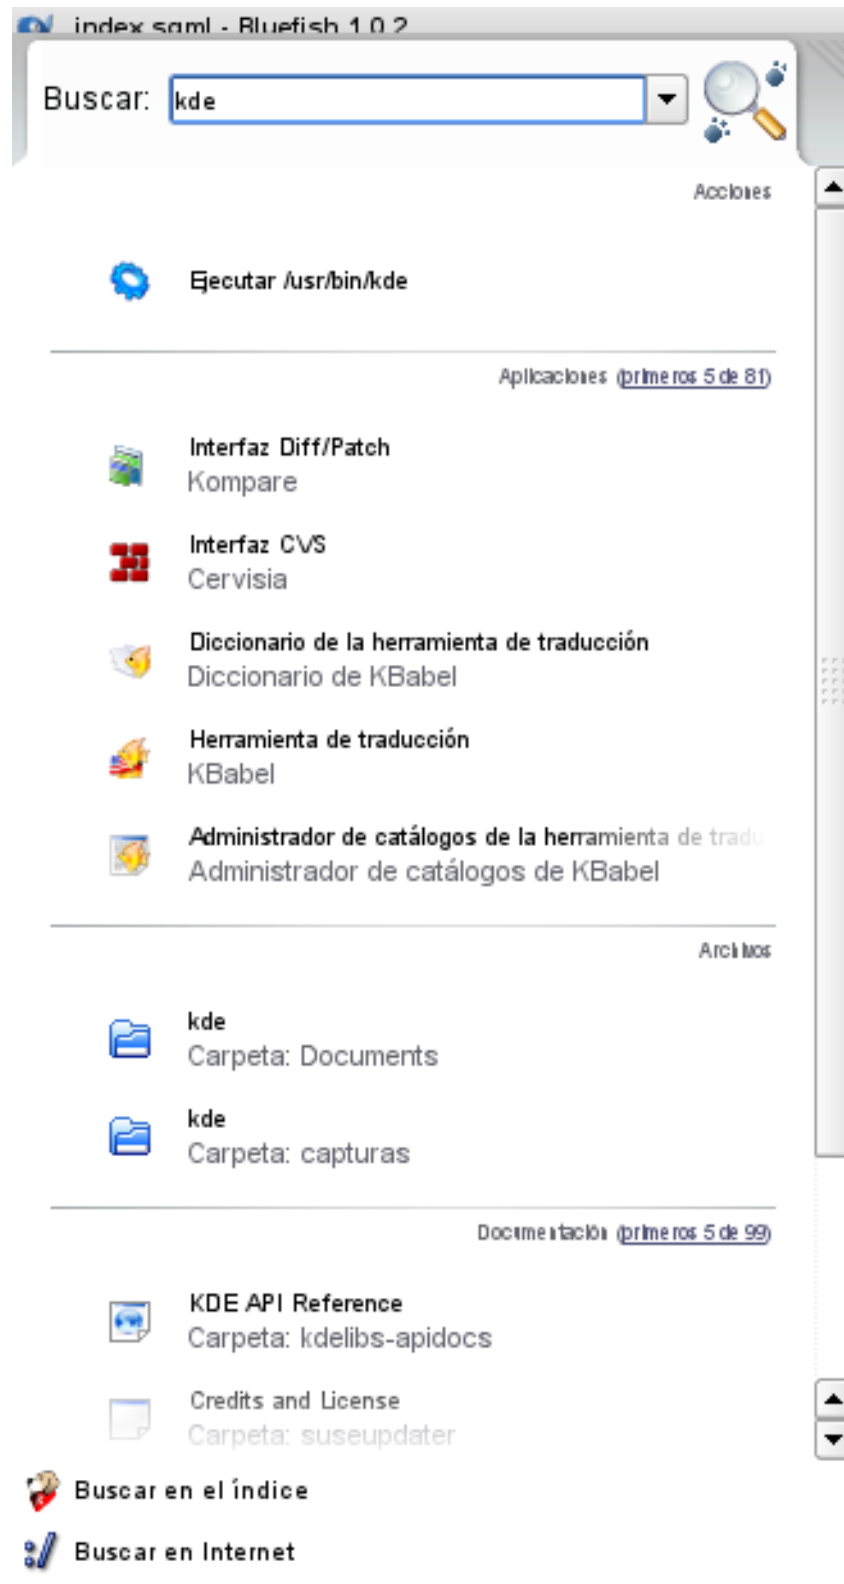 index.sgml - Bluefish 1.0.2
Buscar: kde
Acciones
Ejecutar /usr/bin/kde
Aplicaciones (primeros 5 de 81)
Interfaz Diff/Patch
Kompare
Interfaz CVS
Cervisia
Diccionario de la herramienta de traducción
Diccionario de KBabel
Herramienta de traducción
KBabel
Administrador de catálogos de la herramienta de tradu
Administrador de catálogos de KBabel
Archivos
kde
Carpeta: Documents
kde
Carpeta: capturas
Documentación (primeros 5 de 99)
KDE API Reference
Carpeta: kdelibs-apidocs
Credits and License
Carpeta: suseupdater
Buscar en el índice
Buscar en Internet